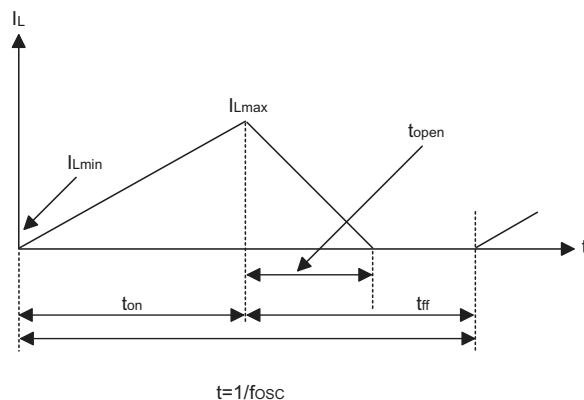 IL
ILmax
topen
ILmin
t
ton
tff
t=1/fosc